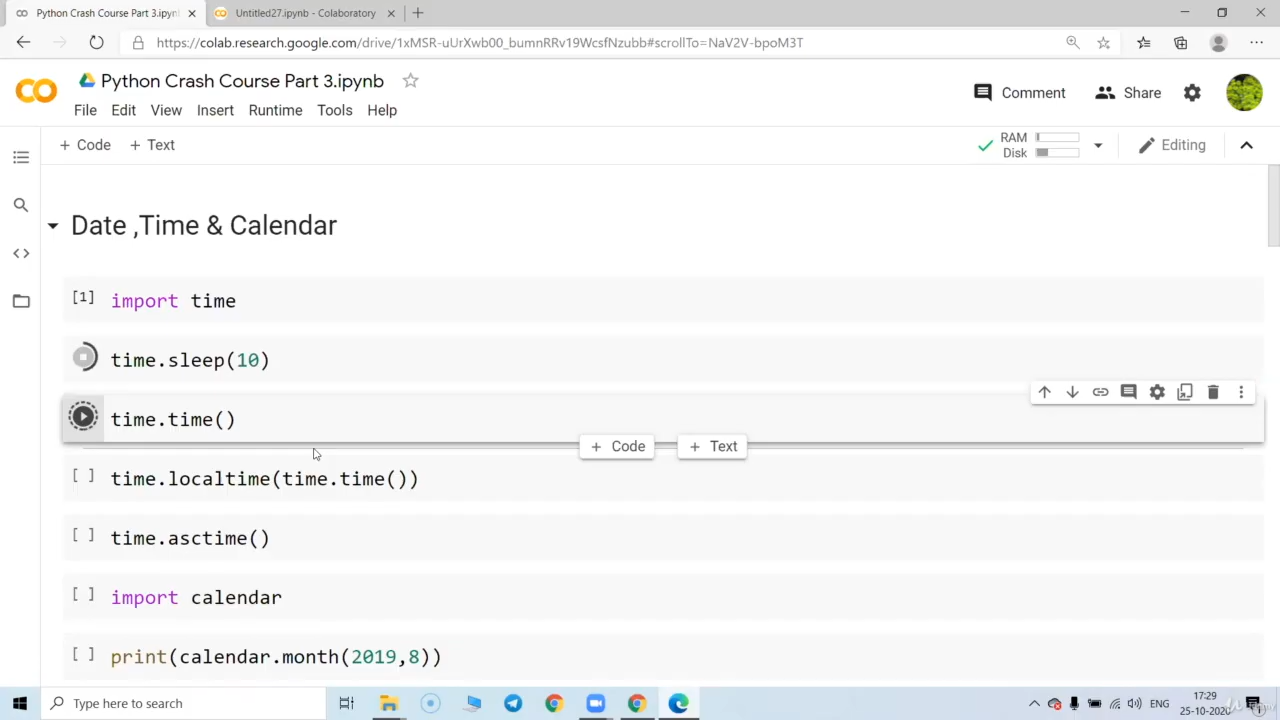 Python Crash Course Part 3.ipynb
Untitled27.ipynb - Colaboratory
https://colab.research.google.com/drive/1xMSR-uUrXwb00_bumnRRv19WcsfNzubb#scrollTo=NaV2V-bpoM3T
Python Crash Course Part 3.ipynb
Comment
Share
File Edit View Insert Runtime Tools Help
+ Code + Text
RAM
Disk
Editing
Date ,Time & Calendar
[1] import time
time.sleep(10)
time.time()
+ Code + Text
[ ] time.localtime(time.time())
[ ] time.asctime()
[ ] import calendar
[ ] print(calendar.month(2019,8))
Type here to search
ENG
17:29
25-10-2020